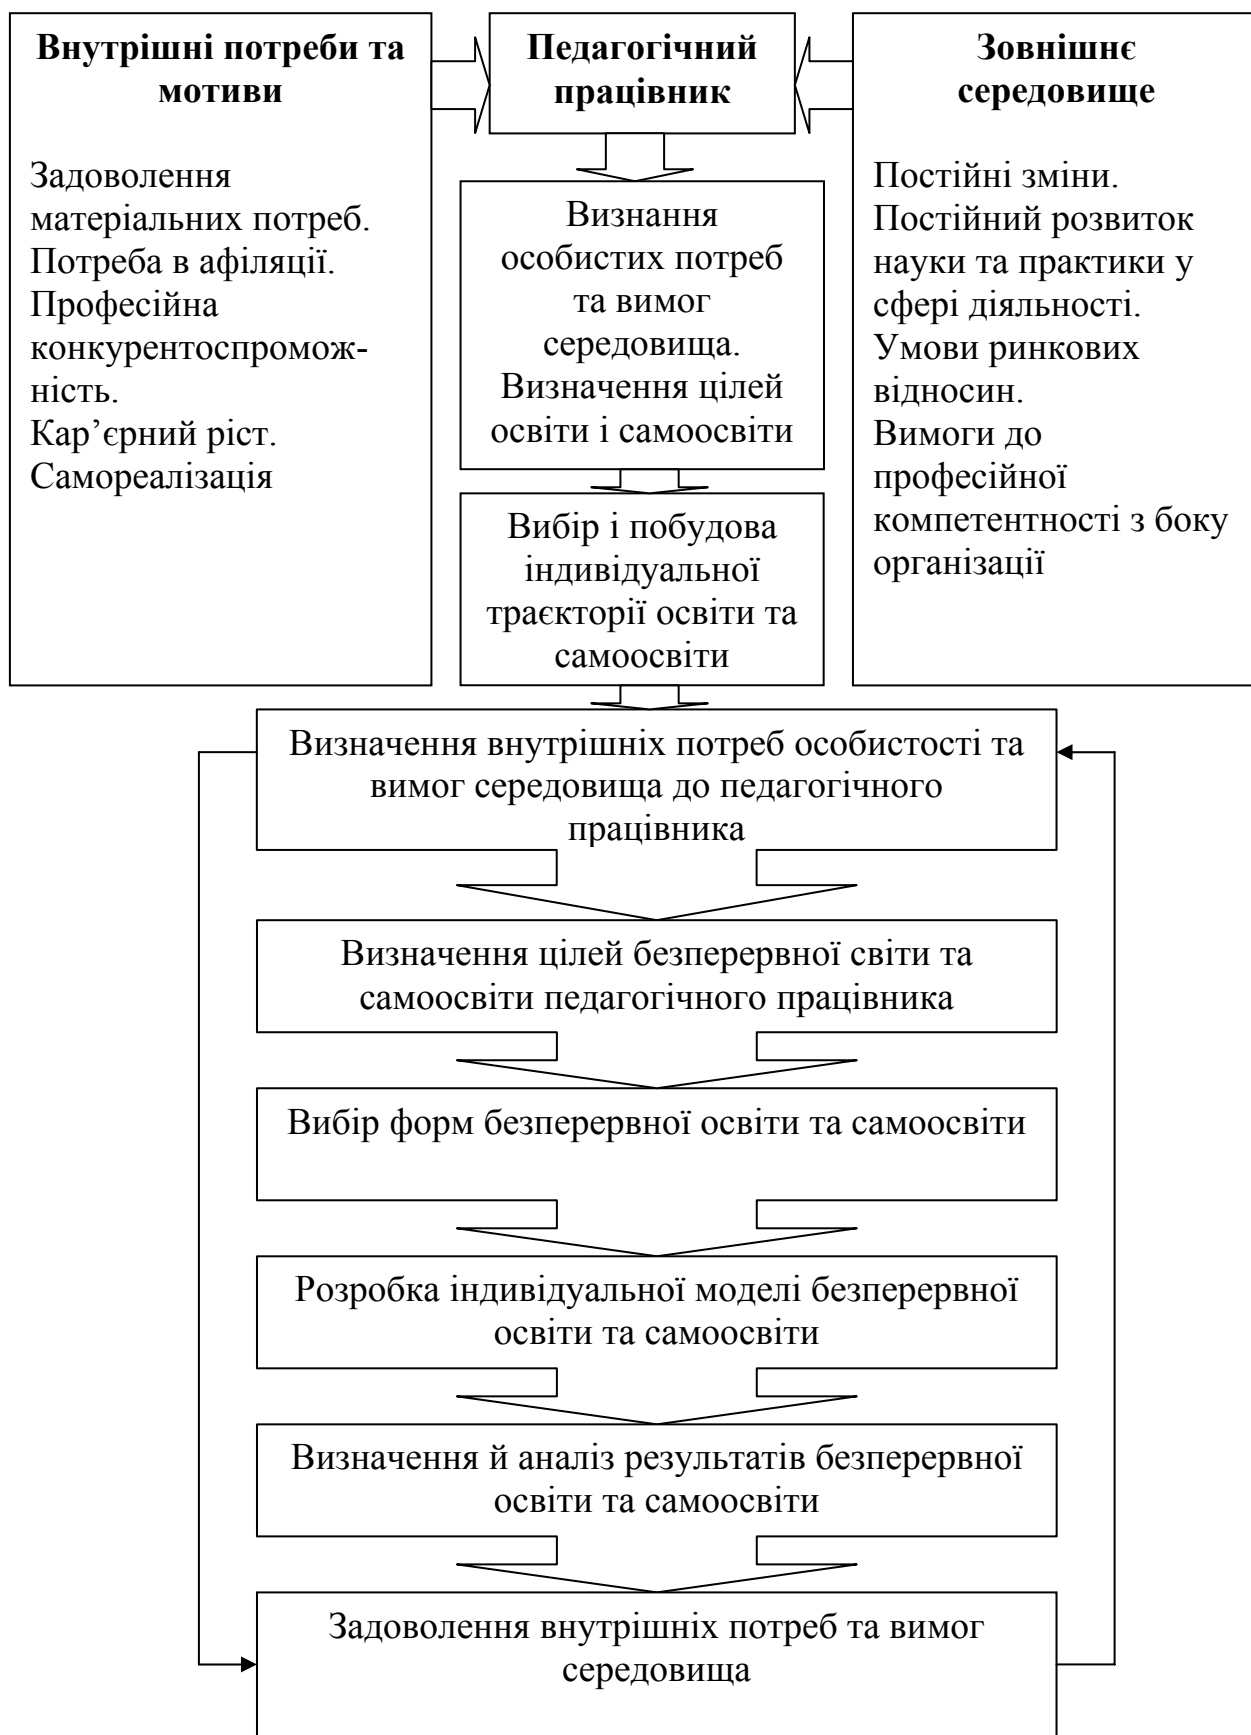 Внутрішні потреби та
мотиви
Задоволення
матеріальних потреб.
Потреба в афіляції.
Професійна
конкурентоспромож-
ність.
Кар’єрний ріст.
Самореалізація
Педагогічний
працівник
Визнання
особистих потреб
та вимог
середовища.
Визначення цілей
освіти і самоосвіти
Вибір і побудова
індивідуальної
траєкторії освіти та
самоосвіти
Зовнішнє
середовище
Постійні зміни.
Постійний розвиток
науки та практики у
сфері діяльності.
Умови ринкових
відносин.
Вимоги до
професійної
компетентності з боку
організації
Визначення внутрішніх потреб особистості та
вимог середовища до педагогічного
працівника
Визначення цілей безперервної світи та
самоосвіти педагогічного працівника
Вибір форм безперервної освіти та самоосвіти
Розробка індивідуальної моделі безперервної
освіти та самоосвіти
Визначення й аналіз результатів безперервної
освіти та самоосвіти
Задоволення внутрішніх потреб та вимог
середовища